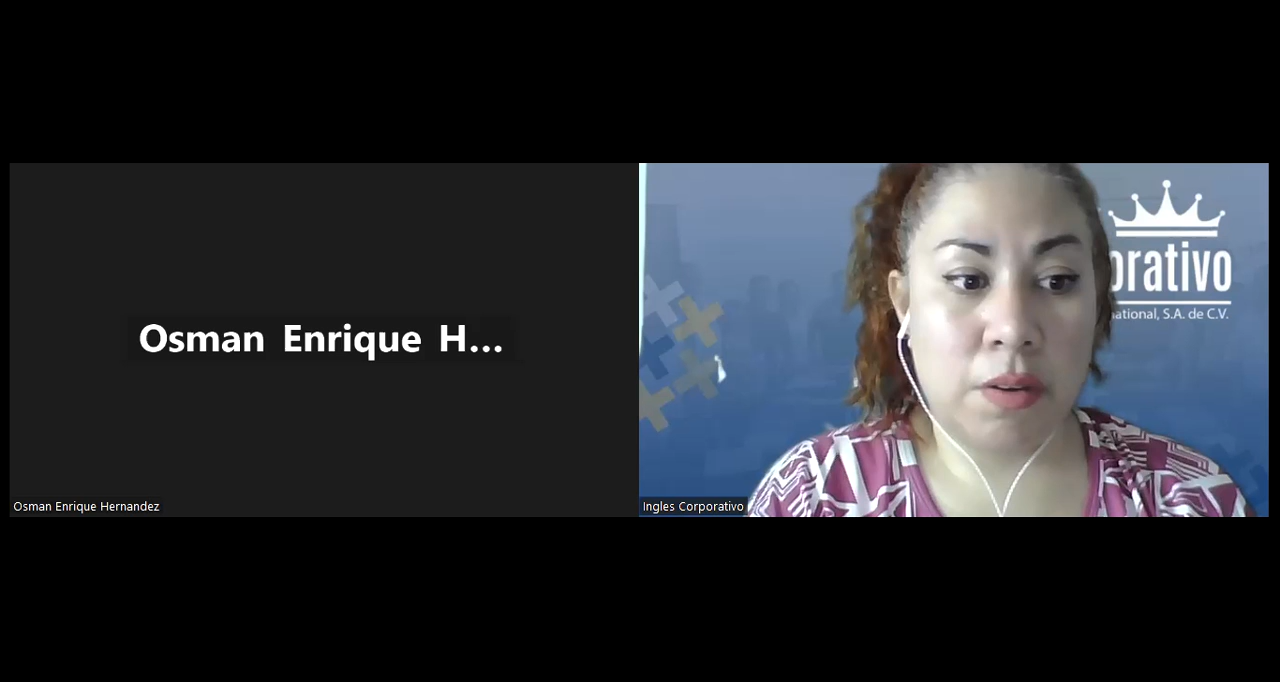 Osman Enrique H...
Osman Enrique Hernandez
orativo
national, S.A. de C.V.
Ingles Corporativo